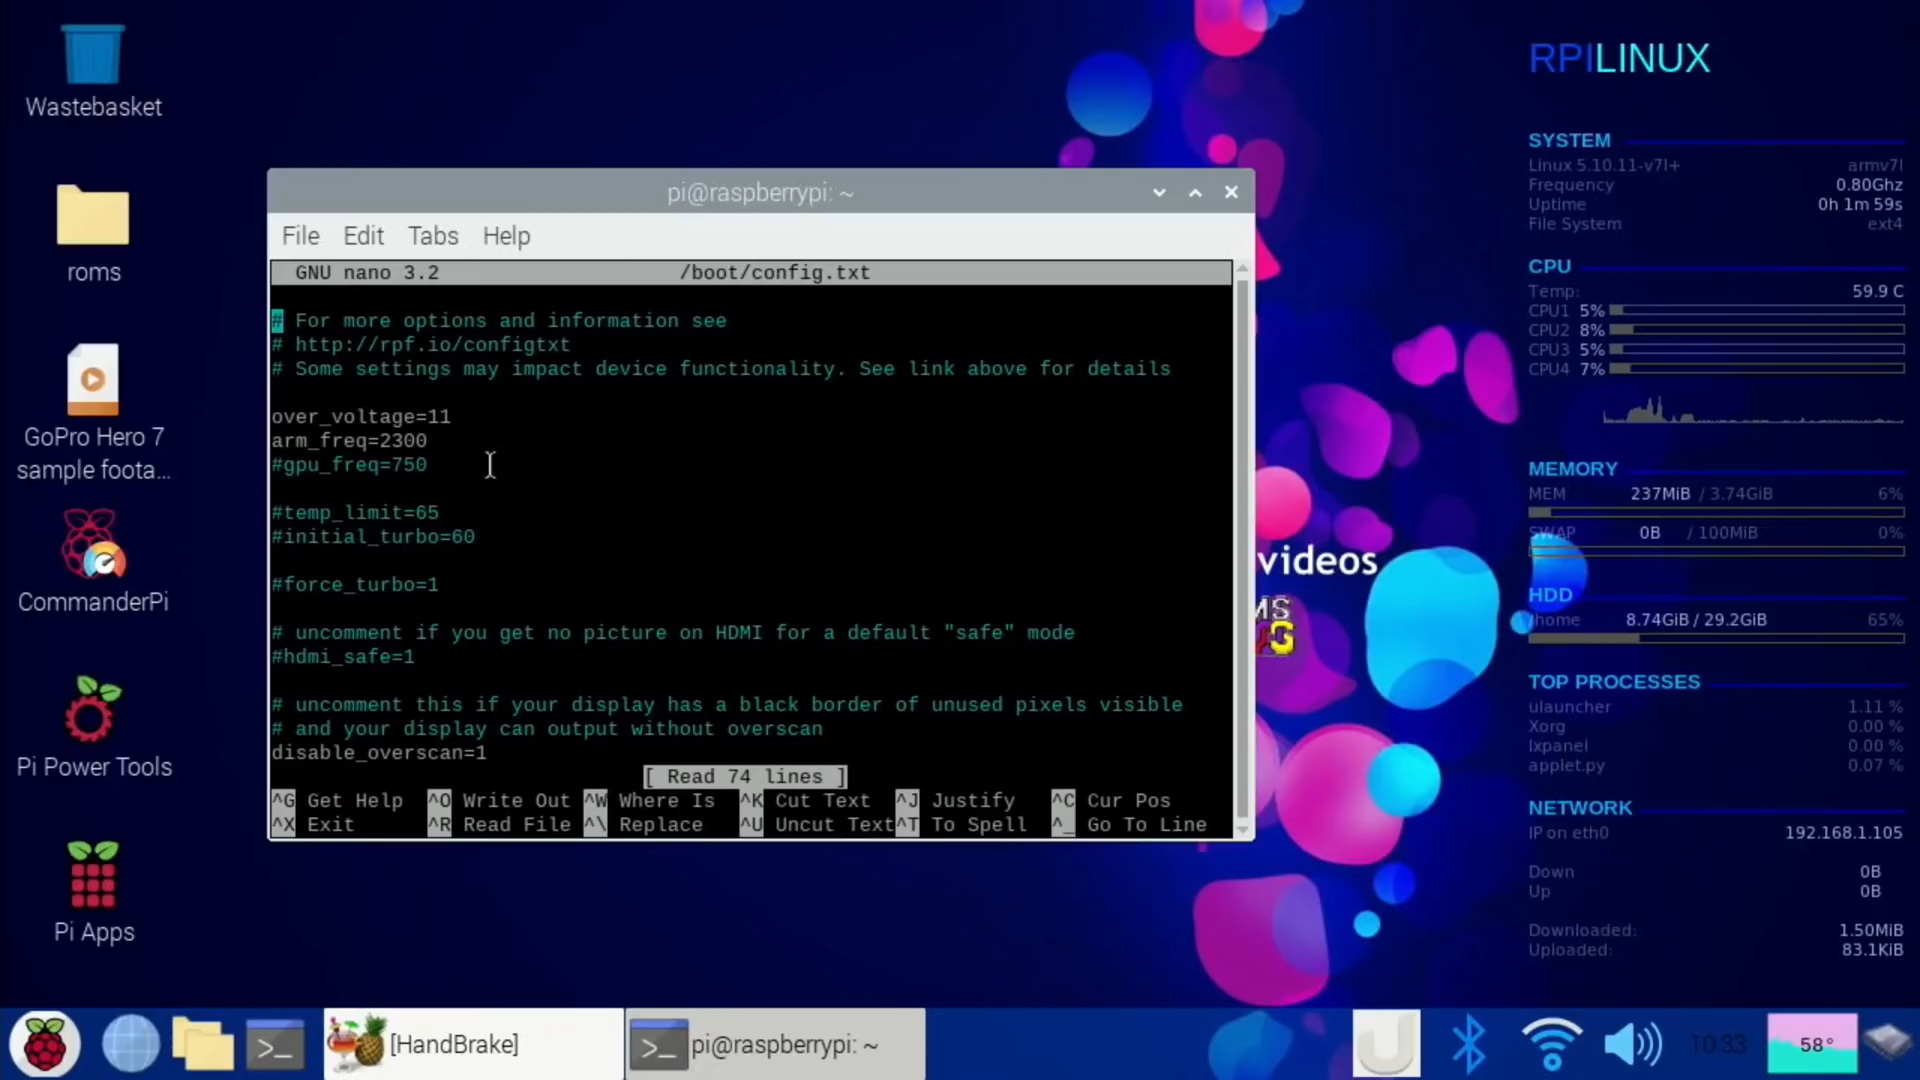 Wastebasket
roms
GoPro Hero 7
sample foota...
CommanderPi
Pi Power Tools
Pi Apps
pi@raspberrypi: ~
File Edit Tabs Help
GNU nano 3.2 /boot/config.txt
# For more options and information see
# http://rpf.io/configtxt
# Some settings may impact device functionality. See link above for details
over_voltage=11
arm_freq=2300
#gpu_freq=750
#temp_limit=65
#initial_turbo=60
#force_turbo=1
# uncomment if you get no picture on HDMI for a default "safe" mode
#hdmi_safe=1
# uncomment this if your display has a black border of unused pixels visible
# and your display can output without overscan
disable_overscan=1
[ Read 74 lines ]
^G Get Help ^O Write Out ^W Where Is ^K Cut Text ^J Justify ^C Cur Pos
^X Exit ^R Read File ^\ Replace ^U Uncut Text ^T To Spell ^_ Go To Line
videos
MS
G
RPILINUX
SYSTEM
Linux 5.10.11-v7l+ armv7l
Frequency 0.80Ghz
Uptime 0h 1m 59s
File System ext4
CPU
Temp: 59.9 C
CPU1 5%
CPU2 8%
CPU3 5%
CPU4 7%
MEMORY
MEM 237MiB / 3.74GiB 6%
SWAP 0B / 100MiB 0%
HDD
/home 8.74GiB / 29.2GiB 65%
TOP PROCESSES
ulauncher 1.11 %
Xorg 0.00 %
lxpanel 0.00 %
applet.py 0.07 %
NETWORK
IP on eth0 192.168.1.105
Down 0B
Up 0B
Downloaded: 1.50MiB
Uploaded: 83.1KiB
[HandBrake]
pi@raspberrypi: ~
10:33
58°